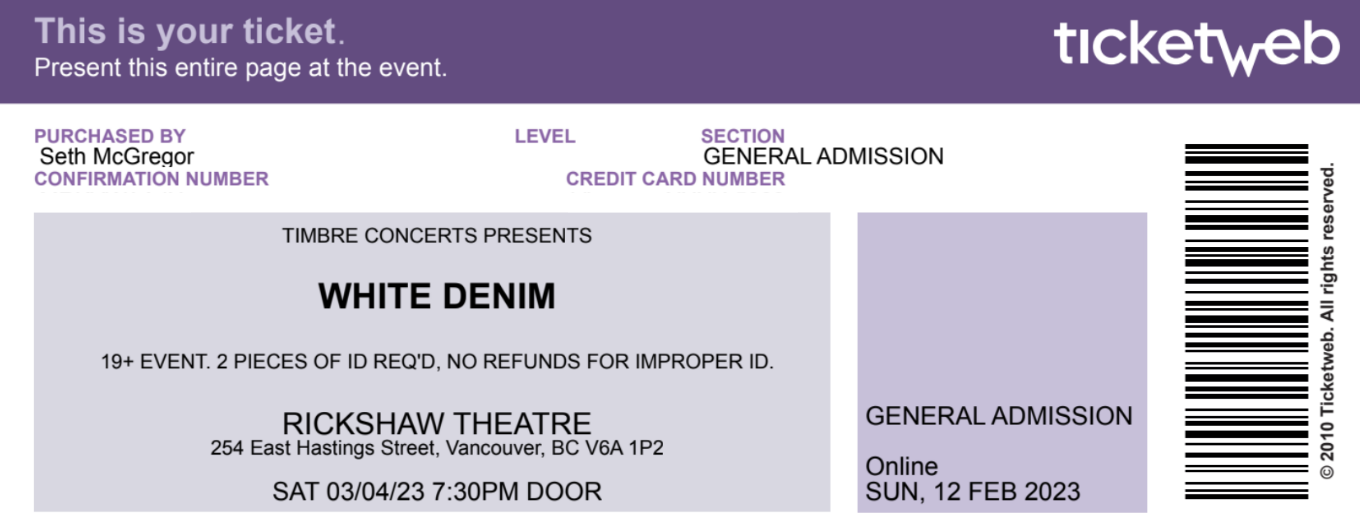 This is your ticket.
Present this entire page at the event.
ticketweb
PURCHASED BY
Seth McGregor
LEVEL
SECTION
GENERAL ADMISSION
CONFIRMATION NUMBER
CREDIT CARD NUMBER
TIMBRE CONCERTS PRESENTS
WHITE DENIM
19+ EVENT. 2 PIECES OF ID REQ'D, NO REFUNDS FOR IMPROPER ID.
RICKSHAW THEATRE
254 East Hastings Street, Vancouver, BC V6A 1P2
SAT 03/04/23 7:30PM DOOR
GENERAL ADMISSION
Online
SUN, 12 FEB 2023
© 2010 Ticketweb. All rights reserved.